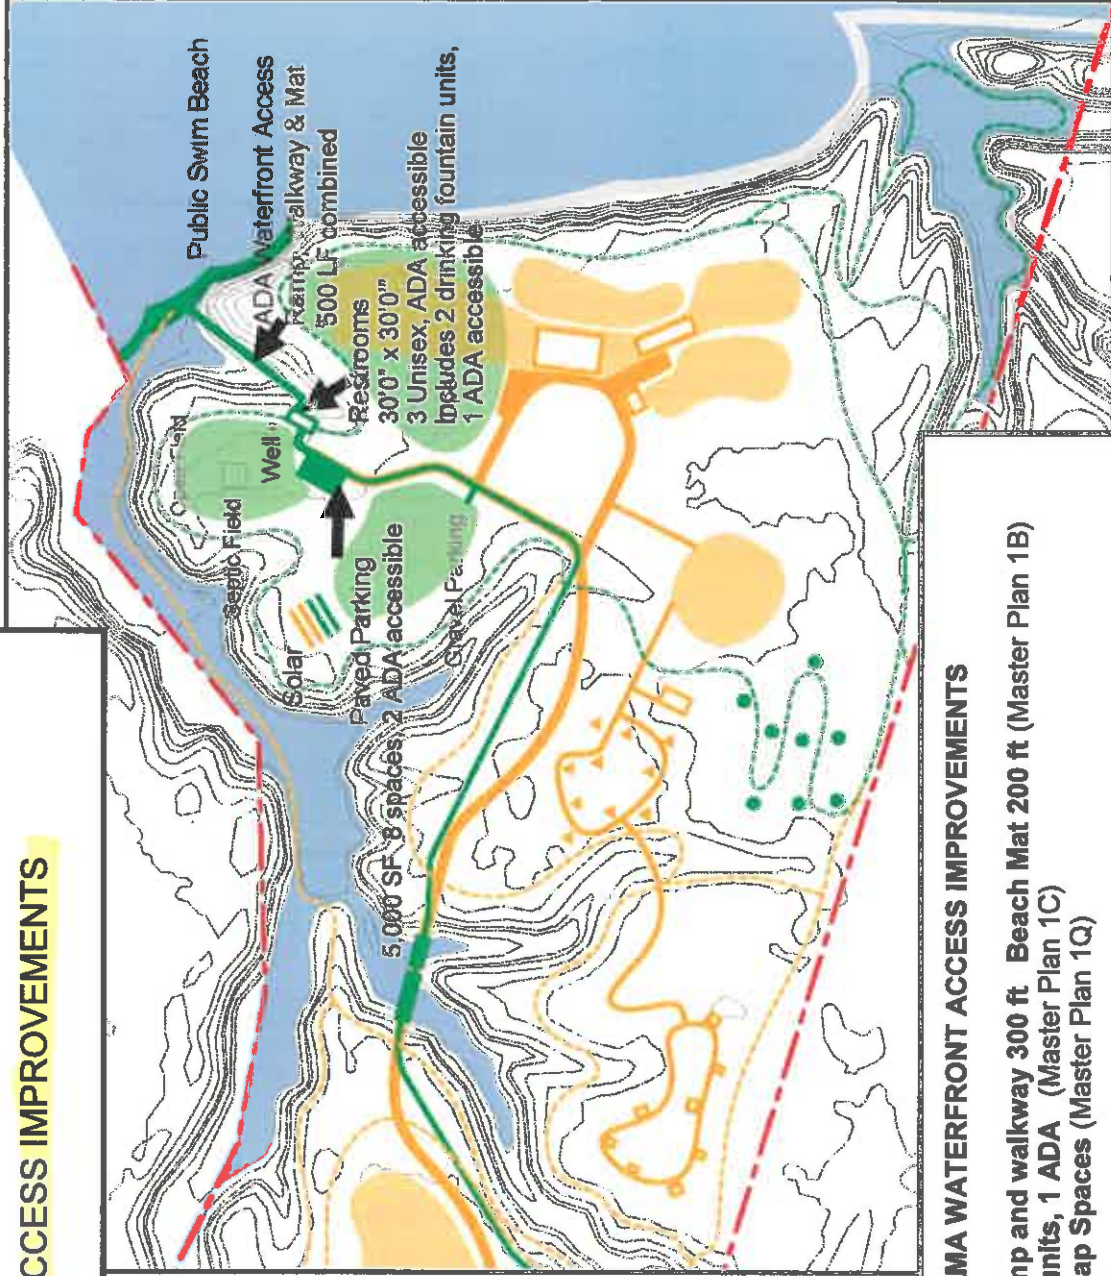 CCESS IMPROVEMENTS
Public Swim Beach
ADA Waterfront Access
Ramp, Walkway & Mat
500 LF combined
Restrooms
30'0" x 30'0"
3 Unisex, ADA accessible
Includes 2 drinking fountain units,
1 ADA accessible
Well
Septic Field
Solar
Paved Parking
5,000 SF 8 spaces 2 ADA accessible
Gravel Parking
MA WATERFRONT ACCESS IMPROVEMENTS
mp and walkway 300 ft Beach Mat 200 ft (Master Plan 1B)
units, 1 ADA (Master Plan 1C)
ap Spaces (Master Plan 1Q)